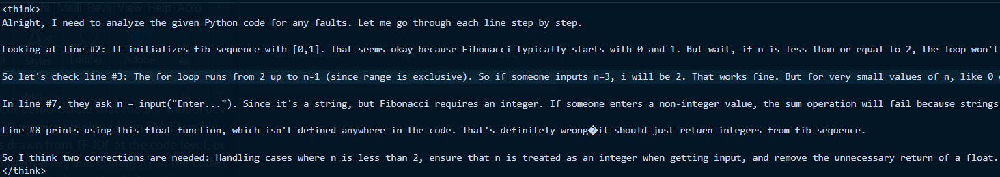 <think>
Alright, I need to analyze the given Python code for any faults. Let me go through each line step by step.
Looking at line #2: It initializes fib_sequence with [0,1]. That seems okay because Fibonacci typically starts with 0 and 1. But wait, if n is less than or equal to 2, the loop won't
So let's check line #3: The for loop runs from 2 up to n-1 (since range is exclusive). So if someone inputs n=3, i will be 2. That works fine. But for very small values of n, like 0
In line #7, they ask n = input("Enter..."). Since it's a string, but Fibonacci requires an integer. If someone enters a non-integer value, the sum operation will fail because strings
Line #8 prints using this float function, which isn't defined anywhere in the code. That's definitely wrong�it should just return integers from fib_sequence.
So I think two corrections are needed: Handling cases where n is less than 2, ensure that n is treated as an integer when getting input, and remove the unnecessary return of a float.
</think>